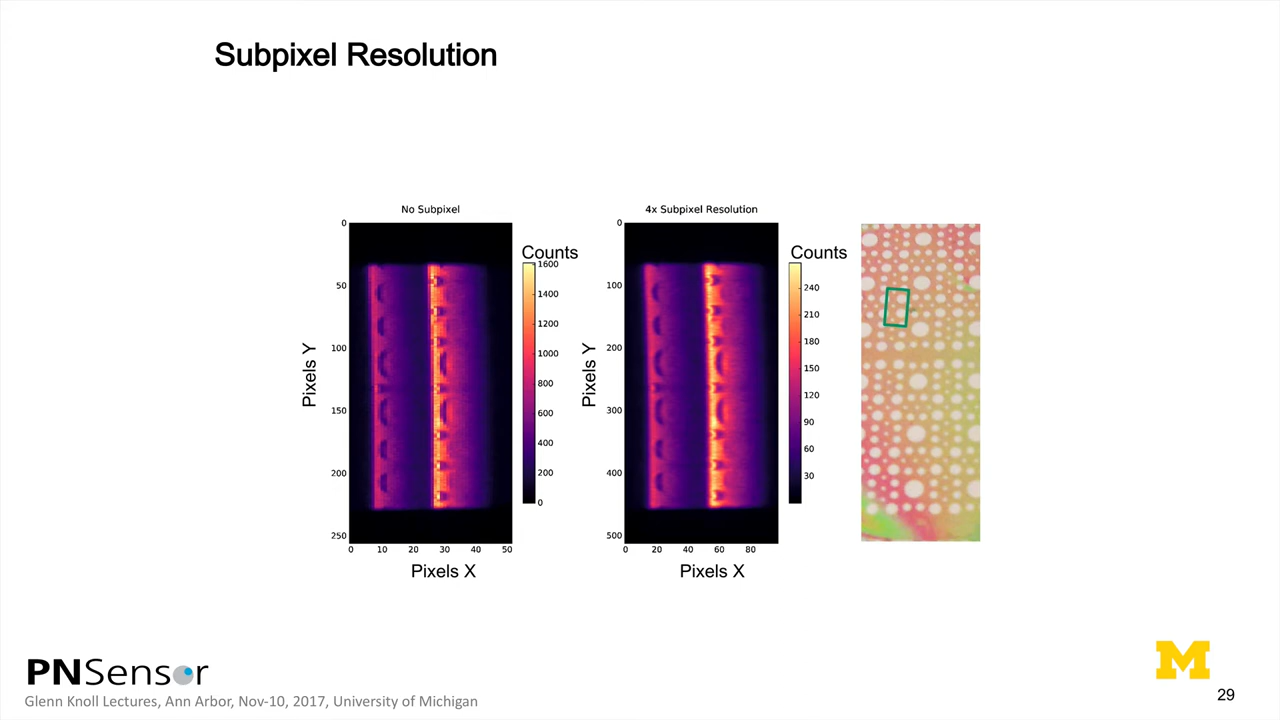 Subpixel Resolution
No Subpixel
4x Subpixel Resolution
Counts
Counts
0
50
100
150
200
250
0 10 20 30 40 50
Pixels Y
Pixels X
1600
1400
1200
1000
800
600
400
200
0
0
100
200
300
400
500
0 20 40 60 80
Pixels Y
Pixels X
240
210
180
150
120
90
60
30
PNSensor
Glenn Knoll Lectures, Ann Arbor, Nov-10, 2017, University of Michigan
M
29